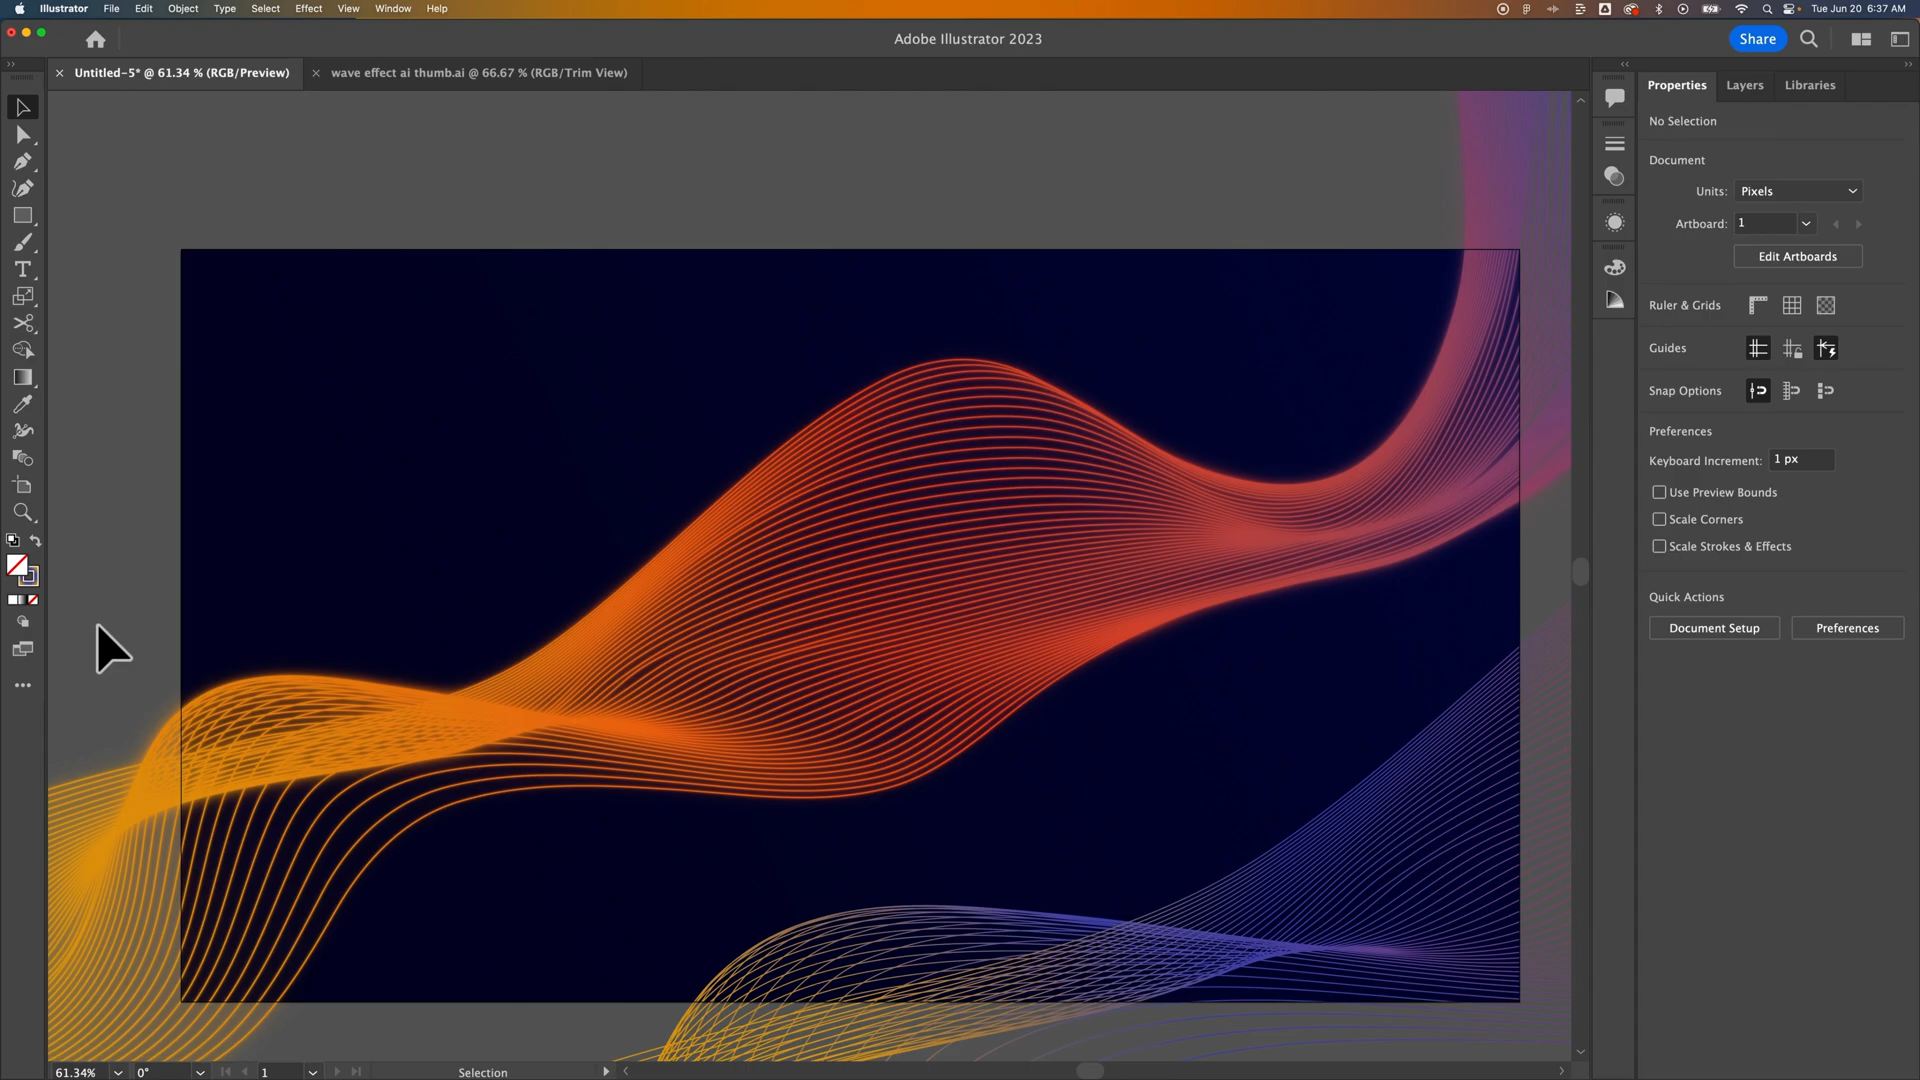 Illustrator File Edit Object Type Select Effect View Window Help Tue Jun 20 6:37 AM
Adobe Illustrator 2023
Share
Untitled-5* @ 61.34 % (RGB/Preview)
wave effect ai thumb.ai @ 66.67 % (RGB/Trim View)
Properties Layers Libraries
No Selection
Document
Units: Pixels
Artboard: 1
Edit Artboards
Ruler & Grids
Guides
Snap Options
Preferences
Keyboard Increment: 1 px
Use Preview Bounds
Scale Corners
Scale Strokes & Effects
Quick Actions
Document Setup Preferences
61.34% 0° 1 Selection